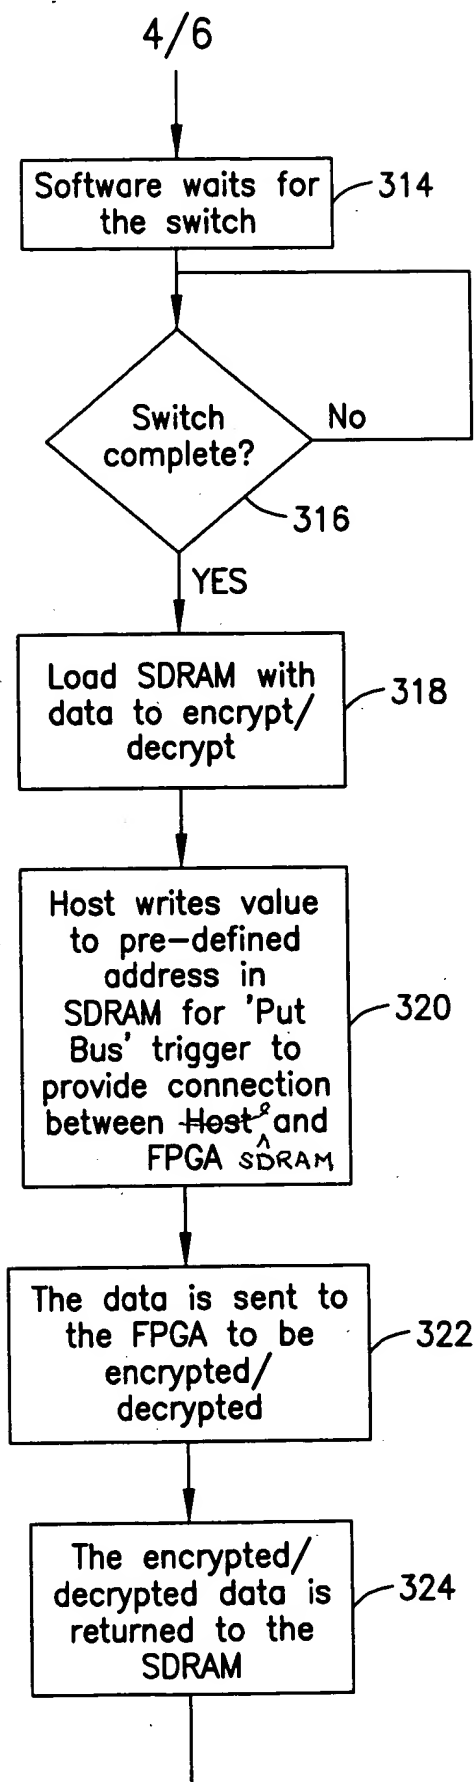 4/6
Software waits for
the switch
314
Switch
complete?
No
316
YES
Load SDRAM with
data to encrypt/
decrypt
318
Host writes value
to pre-defined
address in
SDRAM for 'Put
Bus' trigger to
provide connection
between Host and
FPGA SDRAM
320
The data is sent to
the FPGA to be
encrypted/
decrypted
322
The encrypted/
decrypted data is
returned to the
SDRAM
324